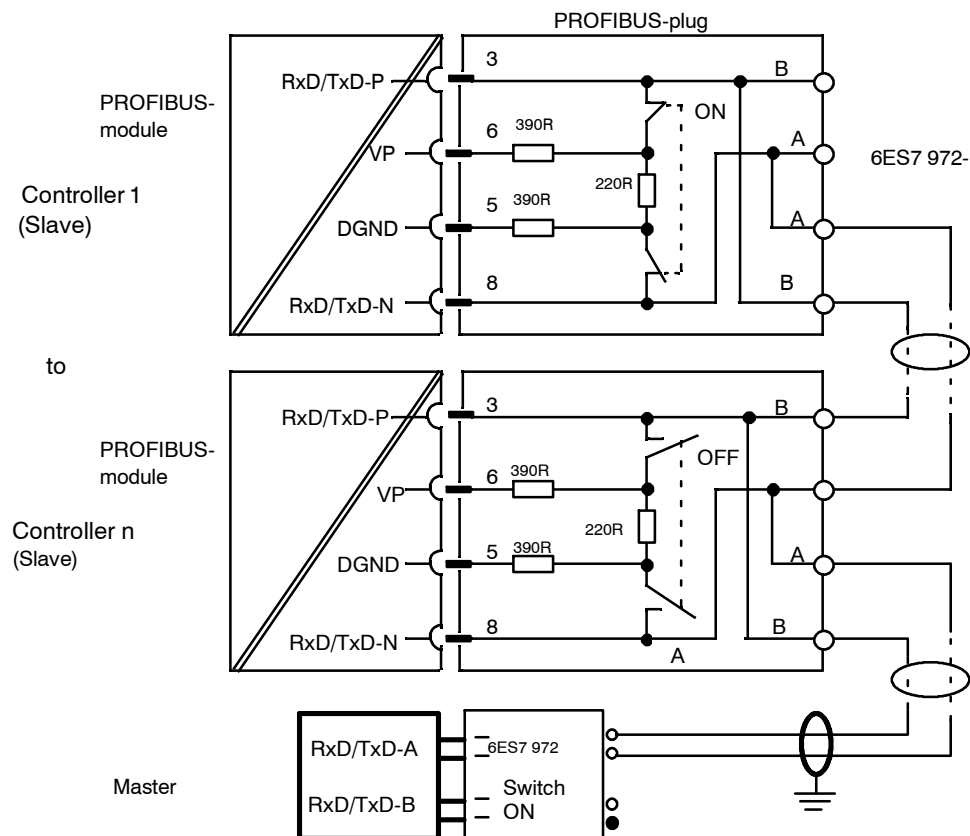 PROFIBUS-plug
RxD/TxD-P
3
B
PROFIBUS-
module
ON
VP
6
390R
A
6ES7 972-
Controller 1
(Slave)
220R
DGND
5
390R
A
RxD/TxD-N
8
B
to
RxD/TxD-P
3
B
PROFIBUS-
module
OFF
VP
6
390R
Controller n
(Slave)
220R
DGND
5
390R
A
RxD/TxD-N
8
B
A
Master
RxD/TxD-A
6ES7 972
RxD/TxD-B
Switch
ON